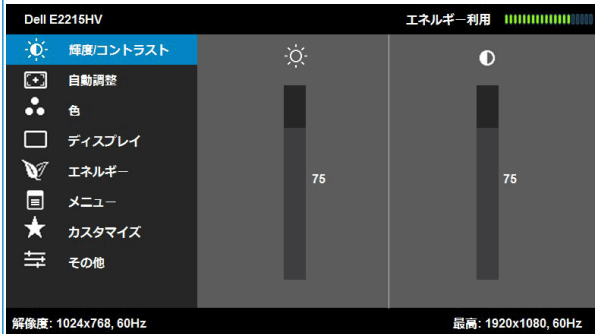 Dell E2215HV
エネルギー利用
輝度/コントラスト
自動調整
色
ディスプレイ
エネルギー
メニュー
カスタマイズ
その他
75
75
解像度: 1024x768, 60Hz
最高: 1920x1080, 60Hz